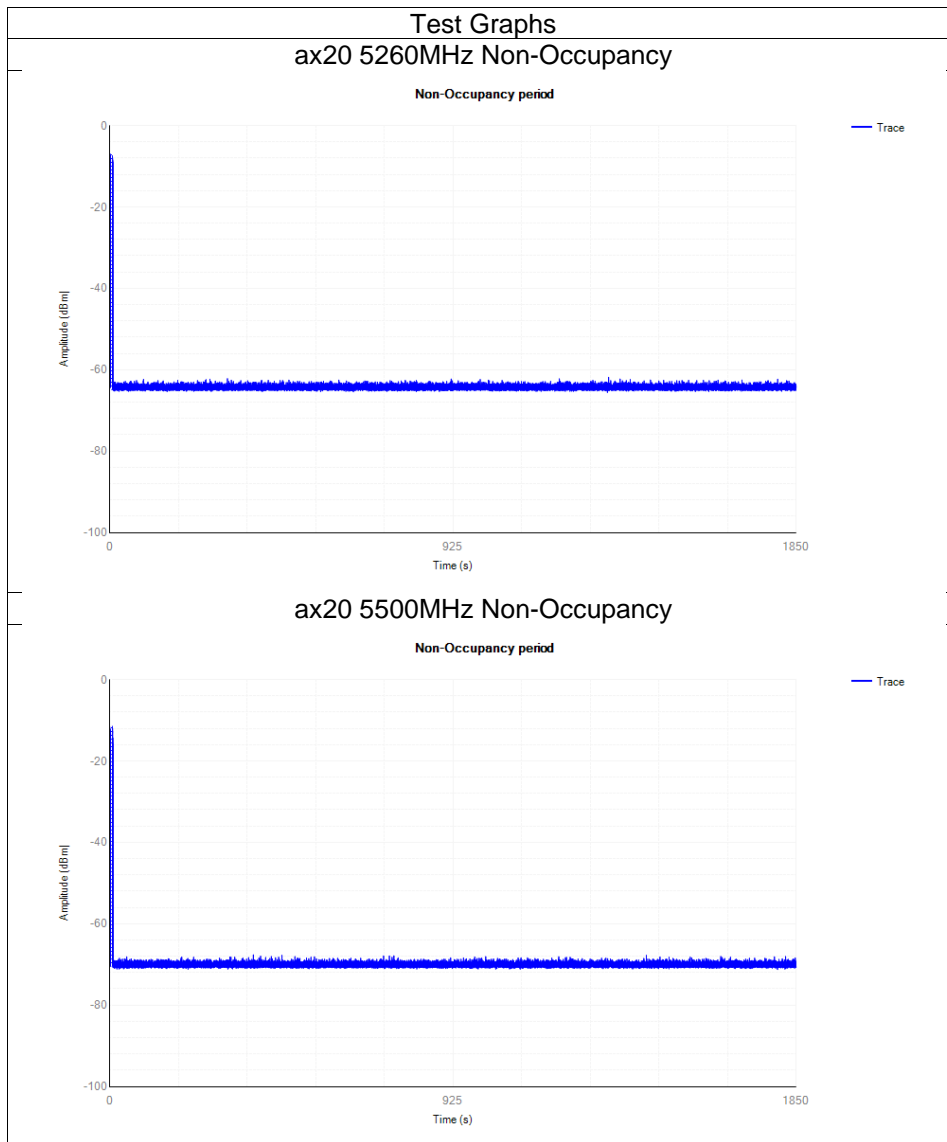 Test Graphs
ax20 5260MHz Non-Occupancy
Non-Occupancy period
Trace
0
-20
-40
-60
-80
-100
Amplitude [dBm]
0 925 1850
Time (s)
ax20 5500MHz Non-Occupancy
Non-Occupancy period
Trace
0
-20
-40
-60
-80
-100
Amplitude [dBm]
0 925 1850
Time (s)